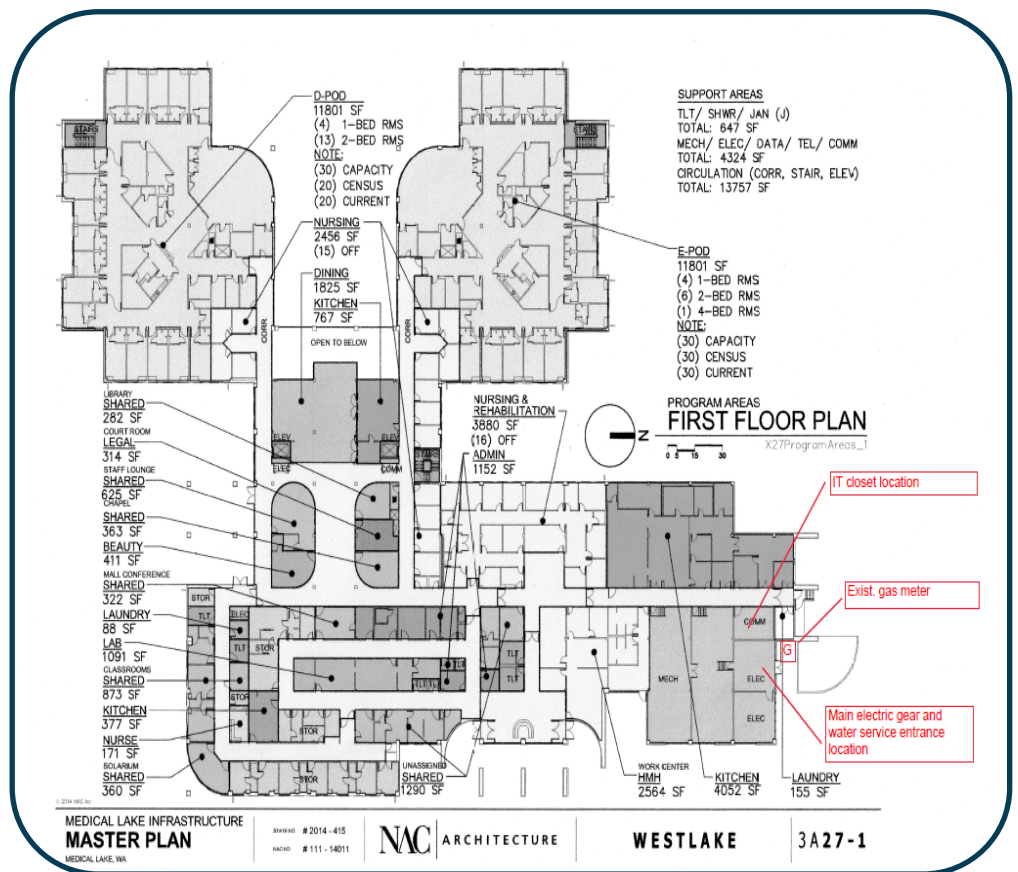 D-POD
11801 SF
(4) 1-BED RMS
(13) 2-BED RMS
NOTE:
(30) CAPACITY
(20) CENSUS
(20) CURRENT
SUPPORT AREAS
TLT/ SHWR/ JAN (J)
TOTAL: 647 SF
MECH/ ELEC/ DATA/ TEL/ COMM
TOTAL: 4324 SF
CIRCULATION (CORR, STAIR, ELEV)
TOTAL: 13757 SF
STAIRS
STAIRS
NURSING
2456 SF
(15) OFF
DINING
1825 SF
KITCHEN
767 SF
E-POD
11801 SF
(4) 1-BED RMS
(6) 2-BED RMS
(1) 4-BED RMS
NOTE:
(30) CAPACITY
(30) CENSUS
(30) CURRENT
CORR
CORR
OPEN TO BELOW
PROGRAM AREAS
FIRST FLOOR PLAN
X27ProgramAreas_1
N
0 5 15 30
LIBRARY
SHARED
282 SF
COURT ROOM
LEGAL
314 SF
STAFF LOUNGE
SHARED
625 SF
CHAPEL
SHARED
363 SF
BEAUTY
411 SF
MALL CONFERENCE
SHARED
322 SF
LAUNDRY
88 SF
LAB
1091 SF
CLASSROOMS
SHARED
873 SF
KITCHEN
377 SF
NURSE
171 SF
SOLARIUM
SHARED
360 SF
NURSING &
REHABILITATION
3880 SF
(16) OFF
ADMIN
1152 SF
ELEV
ELEC
ELEV
COMM
STAIRS
STOR
TLT
ELEC
TLT
STOR
STOR
STOR
STOR
TLT
TLT
TLT
TLT
MECH
COMM
ELEC
ELEC
IT closet location
Exist. gas meter
G
Main electric gear and
water service entrance
location
UNASSIGNED
SHARED
1290 SF
WORK CENTER
HMH
2564 SF
KITCHEN
4052 SF
LAUNDRY
155 SF
© 2014 NAC Inc
MEDICAL LAKE INFRASTRUCTURE
MASTER PLAN
MEDICAL LAKE, WA
# 2014 - 415
# 111 - 14011
NAC ARCHITECTURE
WESTLAKE
3A27-1